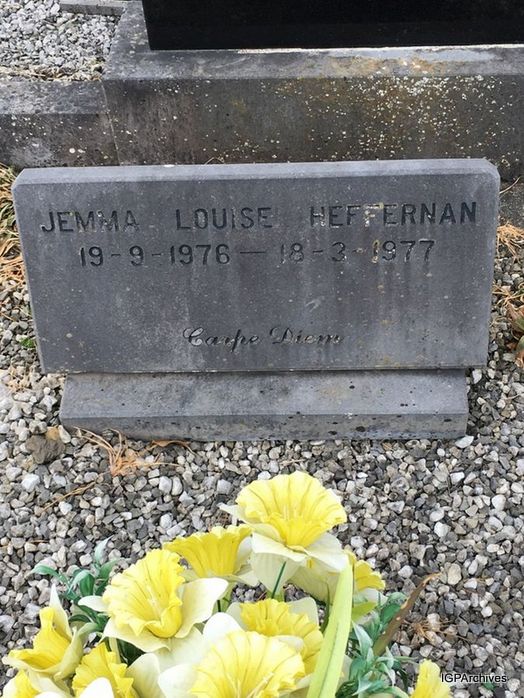 JEMMA LOUISE HEFFERNAN
19-9-1976 — 18-3-1977
Carpe Diem
IGPArchives